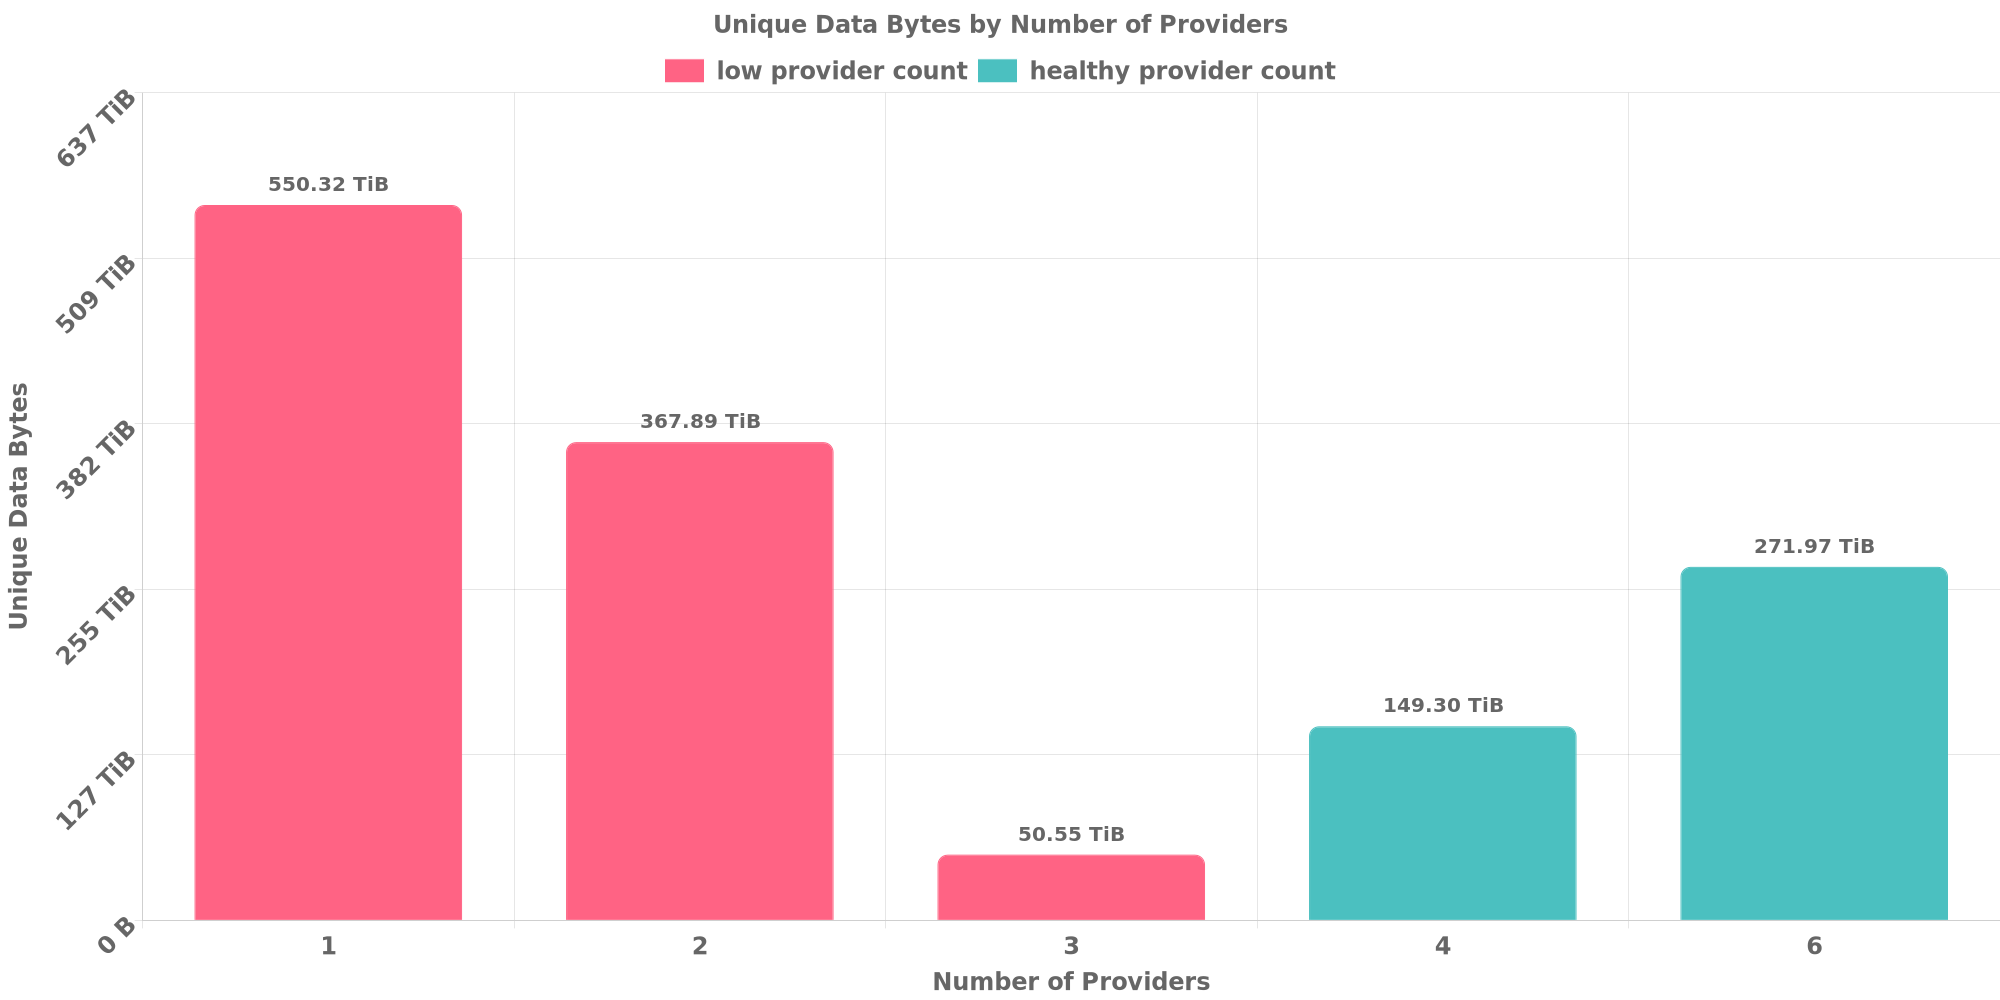 Unique Data Bytes by Number of Providers
low provider count healthy provider count
637 TiB
509 TiB
382 TiB
255 TiB
127 TiB
0 B
Unique Data Bytes
550.32 TiB
367.89 TiB
50.55 TiB
149.30 TiB
271.97 TiB
1 2 3 4 6
Number of Providers